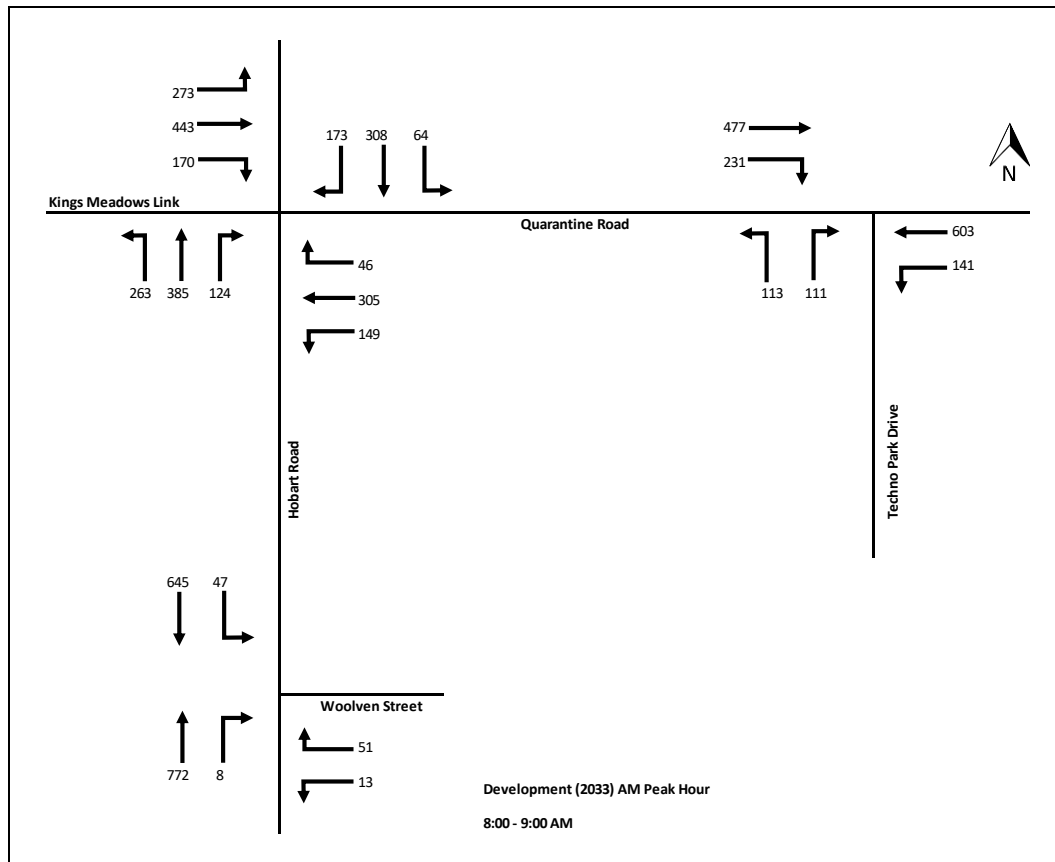 273
443
170
173 308 64
477
231
N
Kings Meadows Link
Quarantine Road
263 385 124
46
305
149
113 111
603
141
Hobart Road
Techno Park Drive
645 47
Woolven Street
772 8
51
13
Development (2033) AM Peak Hour
8:00 - 9:00 AM